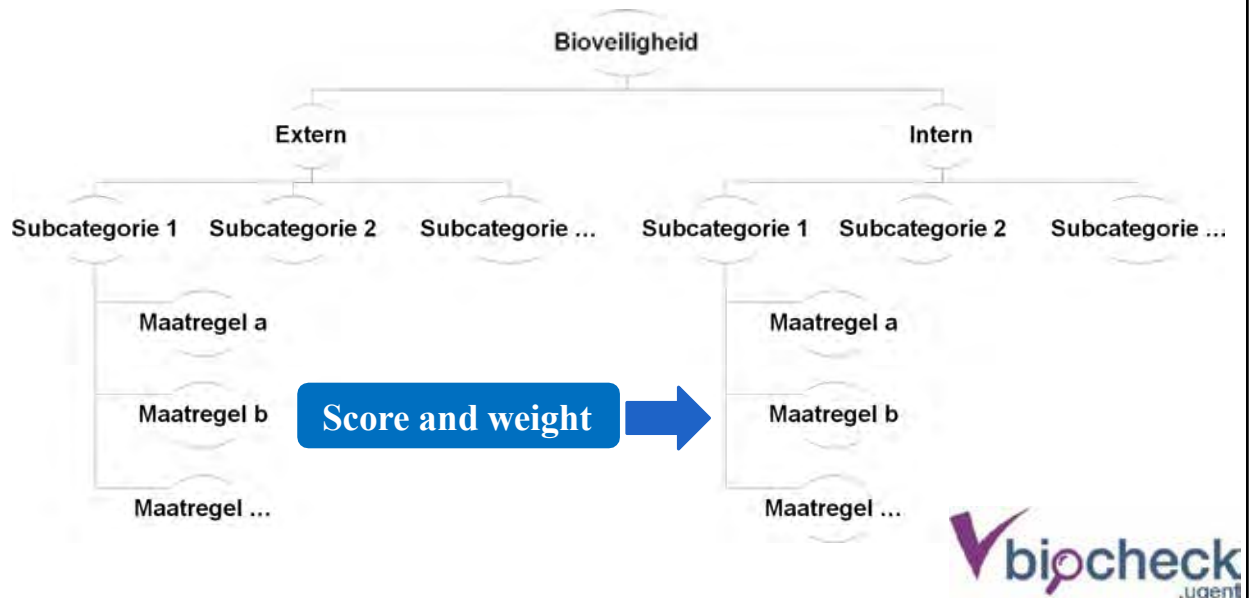 Bioveiligheid
Extern
Intern
Subcategorie 1
Subcategorie 2
Subcategorie ...
Subcategorie 1
Subcategorie 2
Subcategorie ...
Maatregel a
Maatregel a
Maatregel b
Score and weight
Maatregel b
Maatregel ...
Maatregel ...
biocheck
.ugent